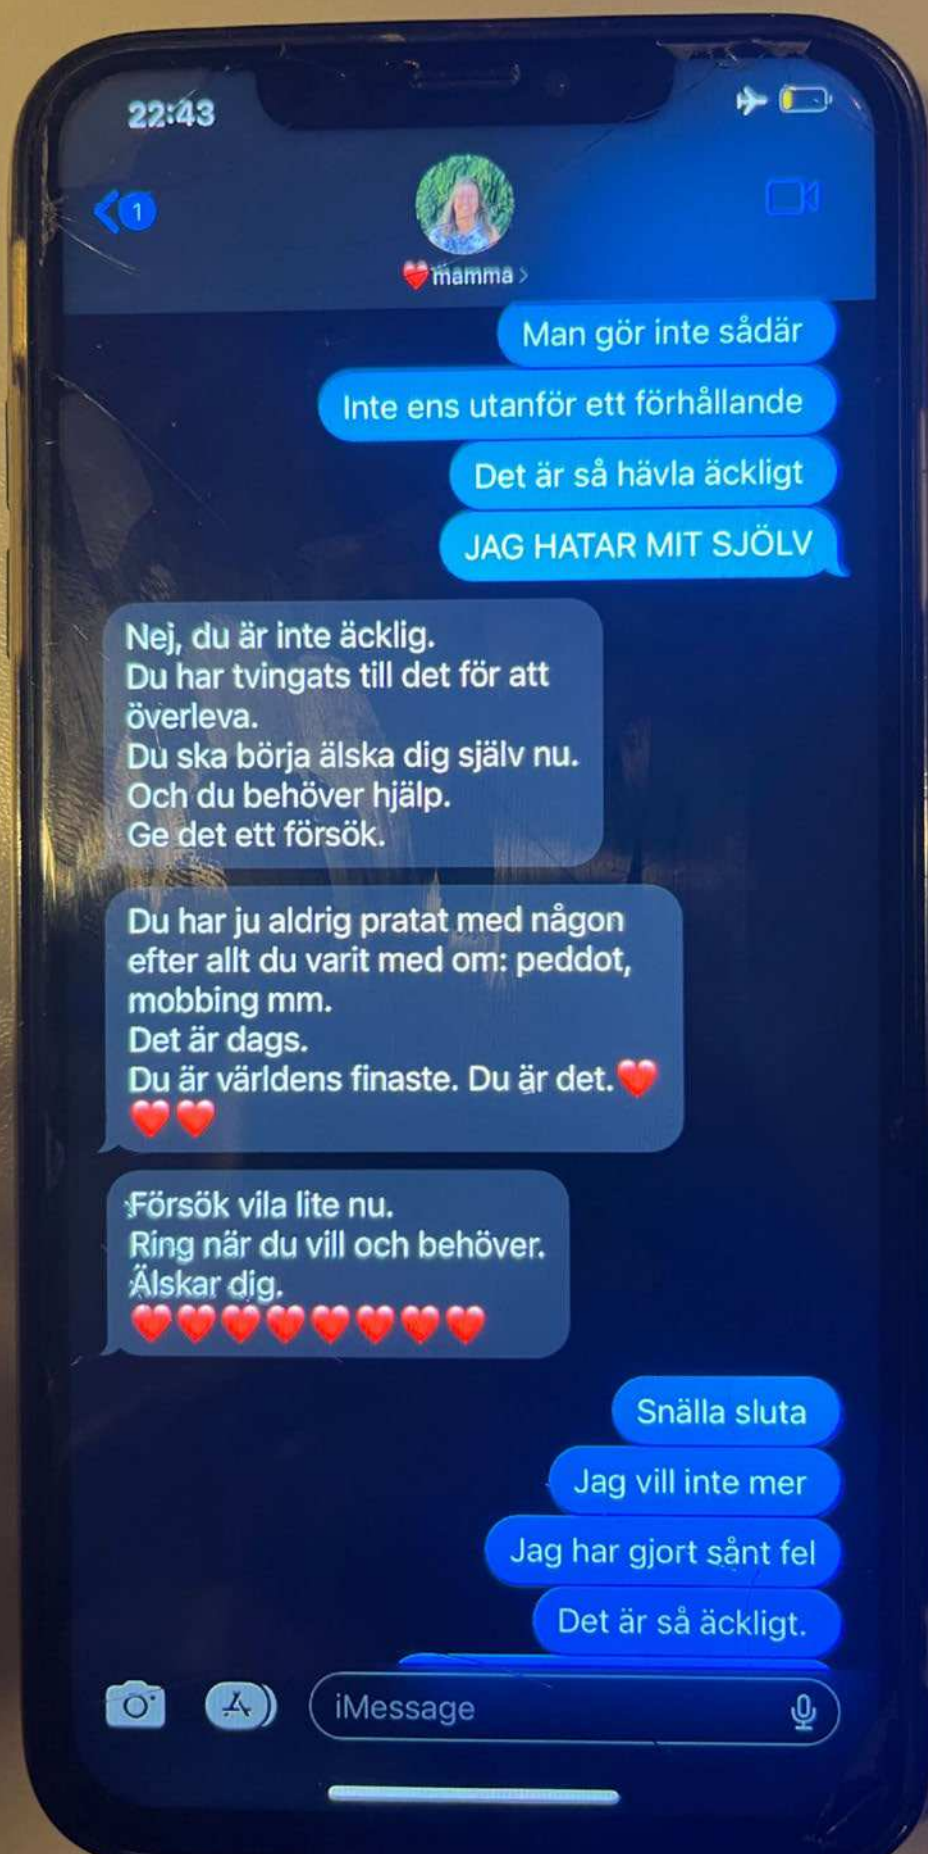 22:43
1
❤️mamma >
Man gör inte sådär
Inte ens utanför ett förhållande
Det är så hävla äckligt
JAG HATAR MIT SJÖLV
Nej, du är inte äcklig.
Du har tvingats till det för att
överleva.
Du ska börja älska dig själv nu.
Och du behöver hjälp.
Ge det ett försök.
Du har ju aldrig pratat med någon
efter allt du varit med om: peddot,
mobbing mm.
Det är dags.
Du är världens finaste. Du är det.❤️
❤️❤️
Försök vila lite nu.
Ring när du vill och behöver.
Älskar dig.
❤️❤️❤️❤️❤️❤️❤️❤️
Snälla sluta
Jag vill inte mer
Jag har gjort sånt fel
Det är så äckligt.
iMessage